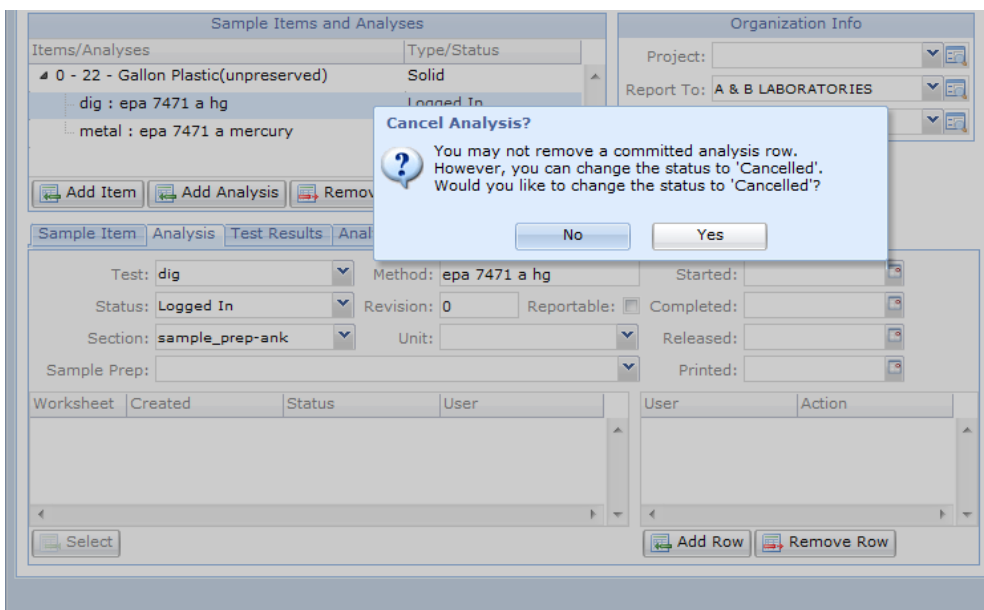 Sample Items and Analyses
Items/Analyses Type/Status
0 - 22 - Gallon Plastic(unpreserved) Solid
dig : epa 7471 a hg Logged In
metal : epa 7471 a mercury
Add Item Add Analysis Remov
Organization Info
Project:
Report To: A & B LABORATORIES
Cancel Analysis?
You may not remove a committed analysis row.
However, you can change the status to 'Cancelled'.
Would you like to change the status to 'Cancelled'?
No Yes
Sample Item Analysis Test Results Anal
Test: dig Method: epa 7471 a hg Started:
Status: Logged In Revision: 0 Reportable: Completed:
Section: sample_prep-ank Unit: Released:
Sample Prep: Printed:
Worksheet Created Status User User Action
Select Add Row Remove Row